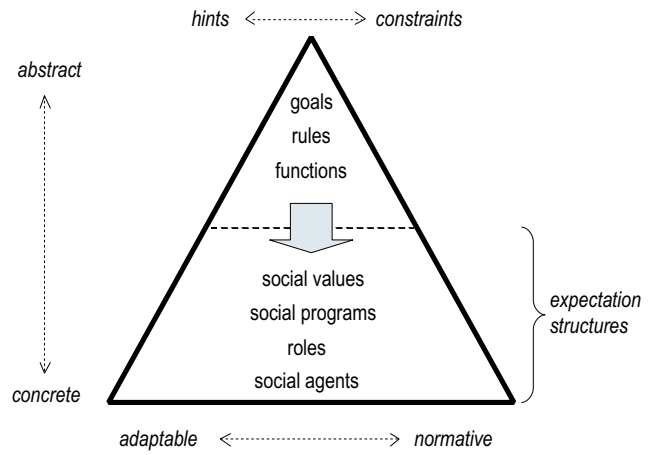 hints constraints
abstract
goals
rules
functions
social values
social programs
roles
social agents
expectation
structures
concrete
adaptable normative